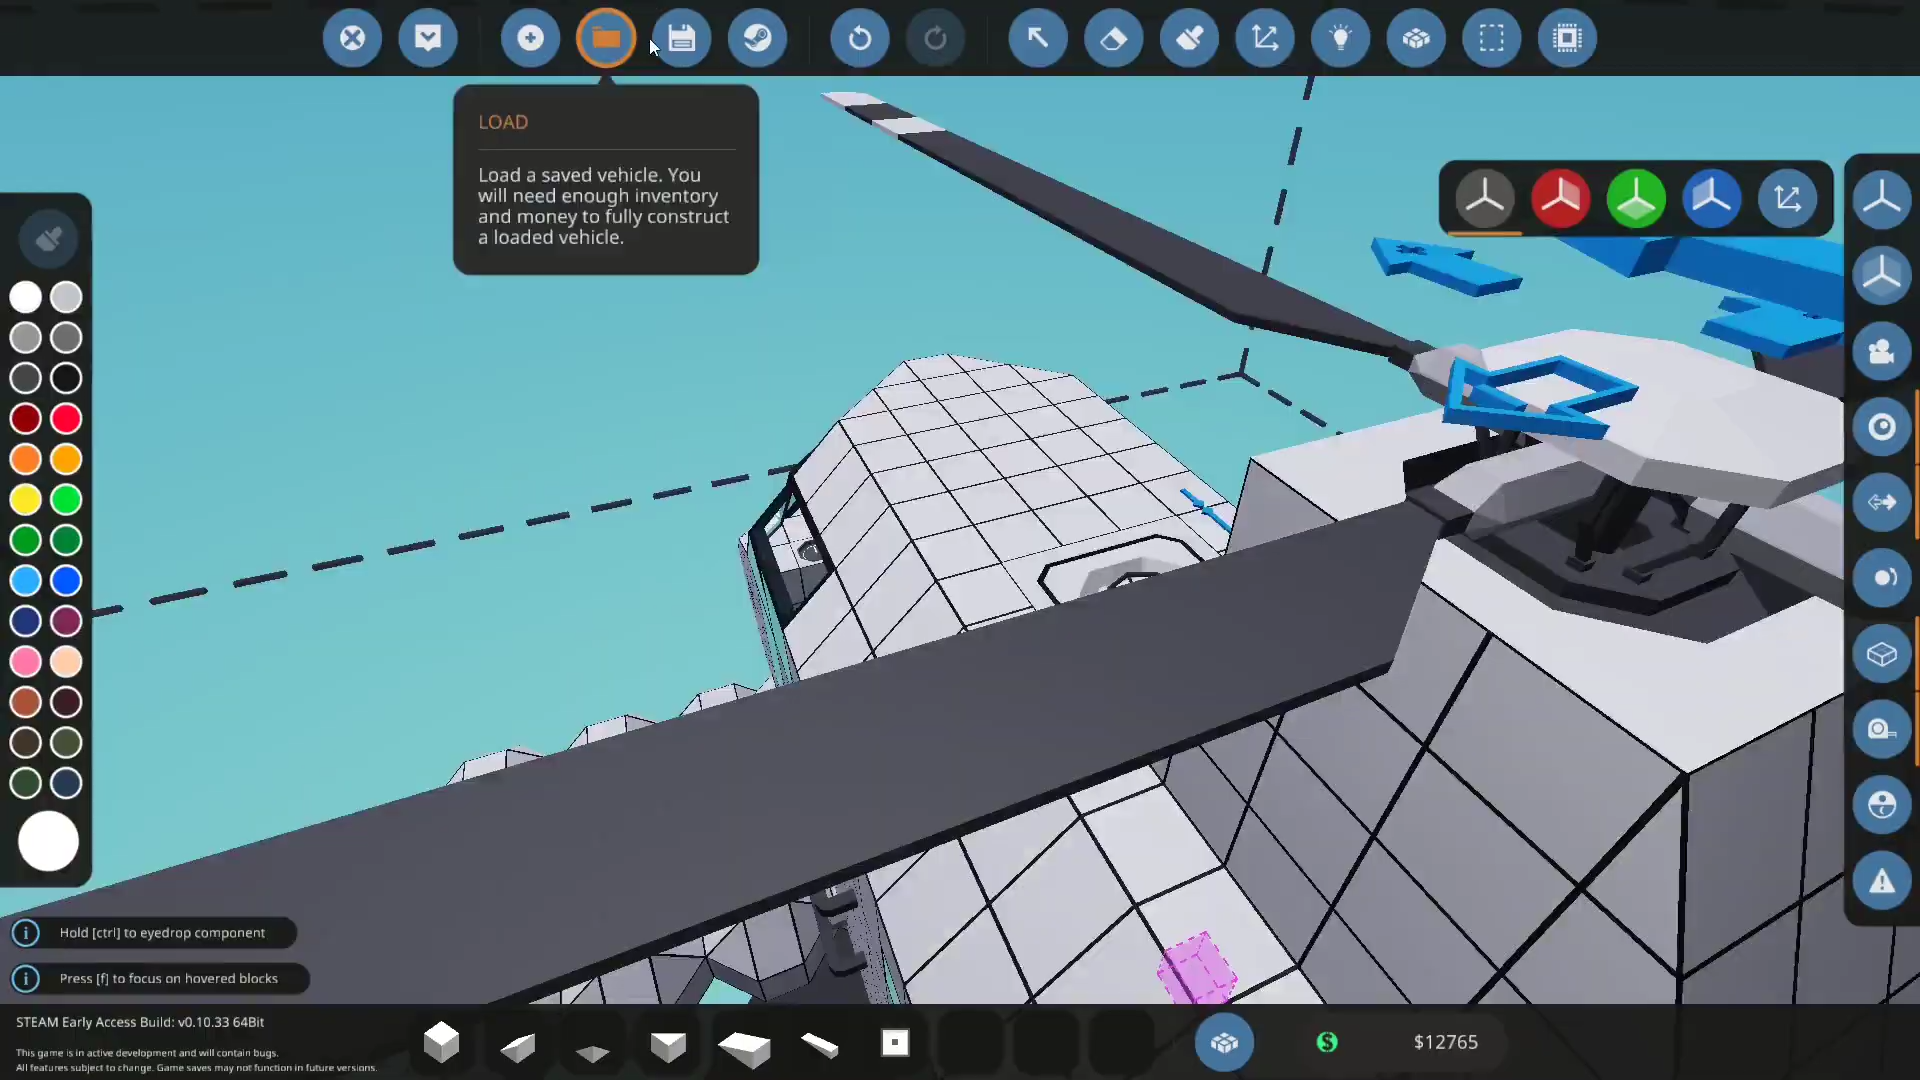 LOAD
Load a saved vehicle. You
will need enough inventory
and money to fully construct
a loaded vehicle.
Hold [ctrl] to eyedrop component
Press [f] to focus on hovered blocks
STEAM Early Access Build: v0.10.33 64Bit
This game is in active development and will contain bugs.
All features subject to change. Game saves may not function in future versions.
$12765